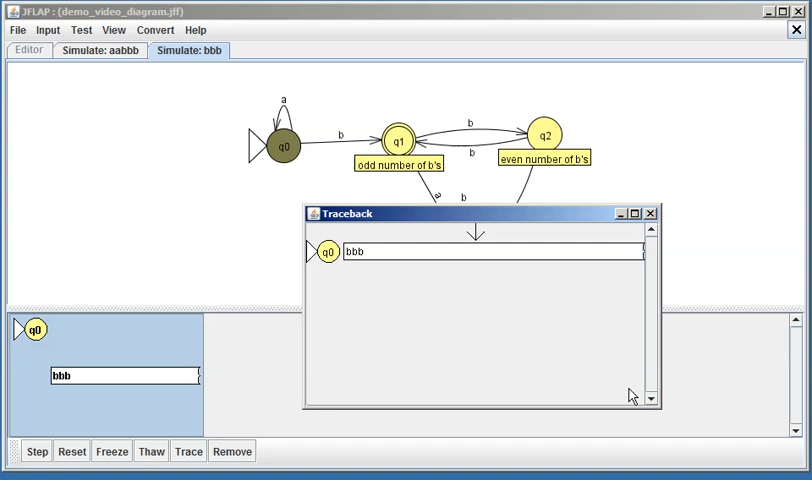 JFLAP : (demo_video_diagram.jff)
File Input Test View Convert Help
Editor Simulate: aabbb Simulate: bbb
a
b
b
q0
q1
q2
b
odd number of b's
even number of b's
a
b
Traceback
q0 bbb
q0
bbb
Step Reset Freeze Thaw Trace Remove